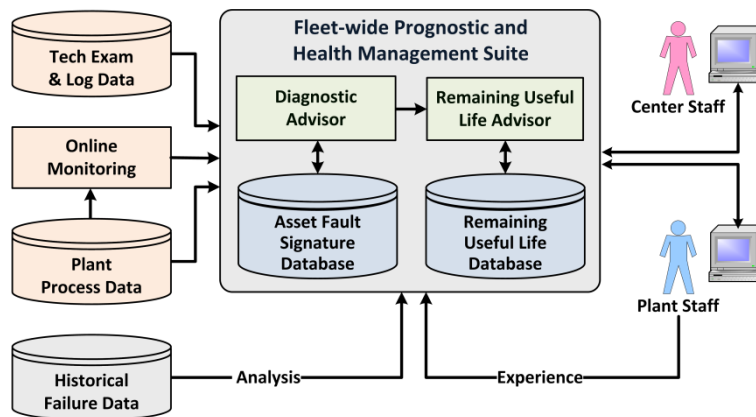 Fleet-wide Prognostic and
Health Management Suite
Tech Exam
& Log Data
Online
Monitoring
Plant
Process Data
Historical
Failure Data
Diagnostic
Advisor
Remaining Useful
Life Advisor
Asset Fault
Signature
Database
Remaining
Useful Life
Database
Center Staff
Plant Staff
Analysis
Experience